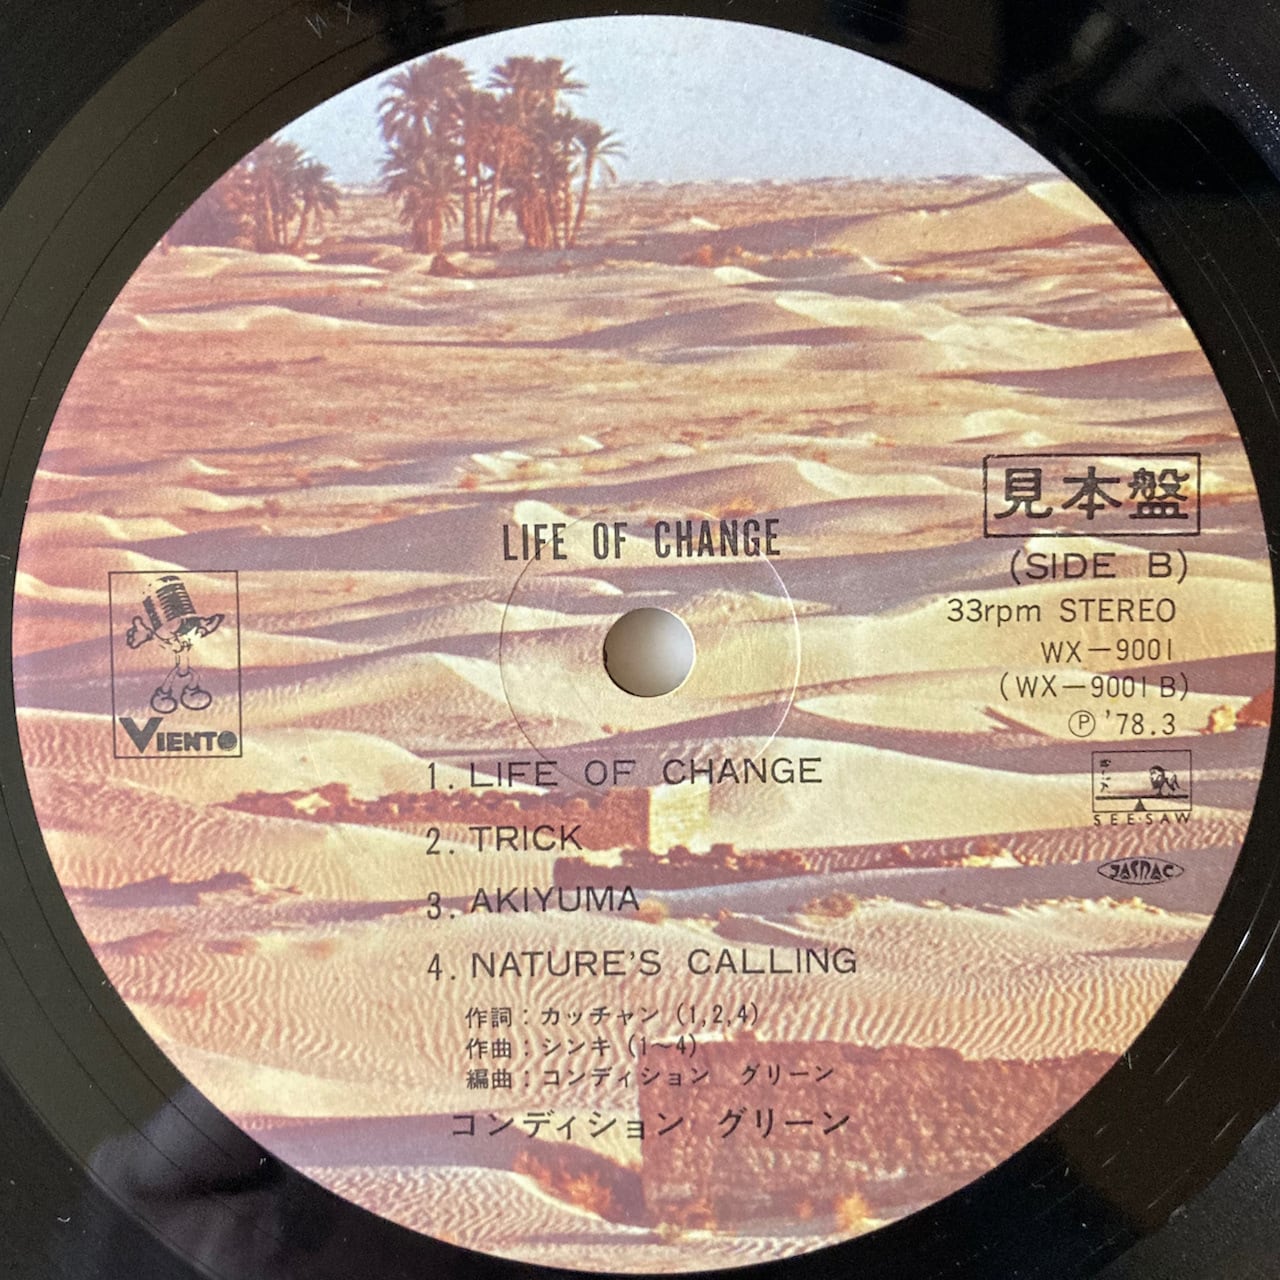 LIFE OF CHANGE
見本盤
(SIDE B)
33rpm STEREO
WX-9001
(WX-9001 B)
Ⓟ '78.3
SEE·SAW
JASRAC
VIENTO
1. LIFE OF CHANGE
2. TRICK
3. AKIYUMA
4. NATURE'S CALLING
作詞：カッチャン (1,2,4)
作曲：シンキ (1〜4)
編曲：コンディション グリーン
コンディション グリーン